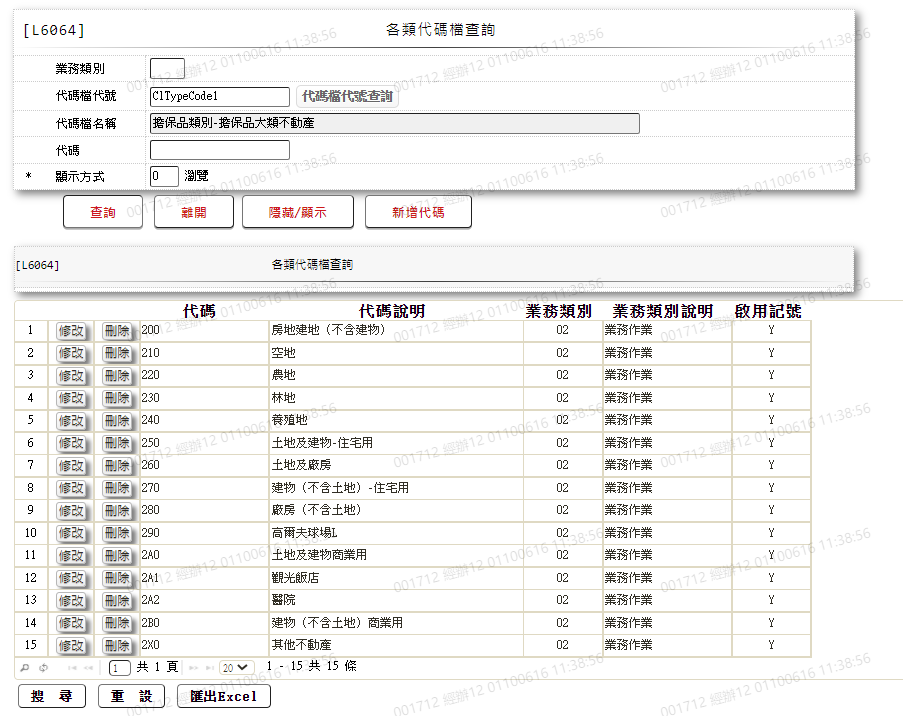 [L6064] 各類代碼檔查詢
業務類別
代碼檔代號 ClTypeCode1 代碼檔代號查詢
代碼檔名稱 擔保品類別-擔保品大類不動產
代碼
* 顯示方式 0 瀏覽
查詢 離開 隱藏/顯示 新增代碼
[L6064] 各類代碼檔查詢
代碼 代碼說明 業務類別 業務類別說明 啟用記號
1 修改 刪除 200 房地建地（不含建物） 02 業務作業 Y
2 修改 刪除 210 空地 02 業務作業 Y
3 修改 刪除 220 農地 02 業務作業 Y
4 修改 刪除 230 林地 02 業務作業 Y
5 修改 刪除 240 養殖地 02 業務作業 Y
6 修改 刪除 250 土地及建物-住宅用 02 業務作業 Y
7 修改 刪除 260 土地及廠房 02 業務作業 Y
8 修改 刪除 270 建物（不含土地）-住宅用 02 業務作業 Y
9 修改 刪除 280 廠房（不含土地） 02 業務作業 Y
10 修改 刪除 290 高爾夫球場L 02 業務作業 Y
11 修改 刪除 2A0 土地及建物商業用 02 業務作業 Y
12 修改 刪除 2A1 觀光飯店 02 業務作業 Y
13 修改 刪除 2A2 醫院 02 業務作業 Y
14 修改 刪除 2B0 建物（不含土地）商業用 02 業務作業 Y
15 修改 刪除 2X0 其他不動產 02 業務作業 Y
1 共 1 頁 20 1 - 15 共 15 條
搜 尋 重 設 匯出Excel
001712 經辦12 01100616 11:38:56